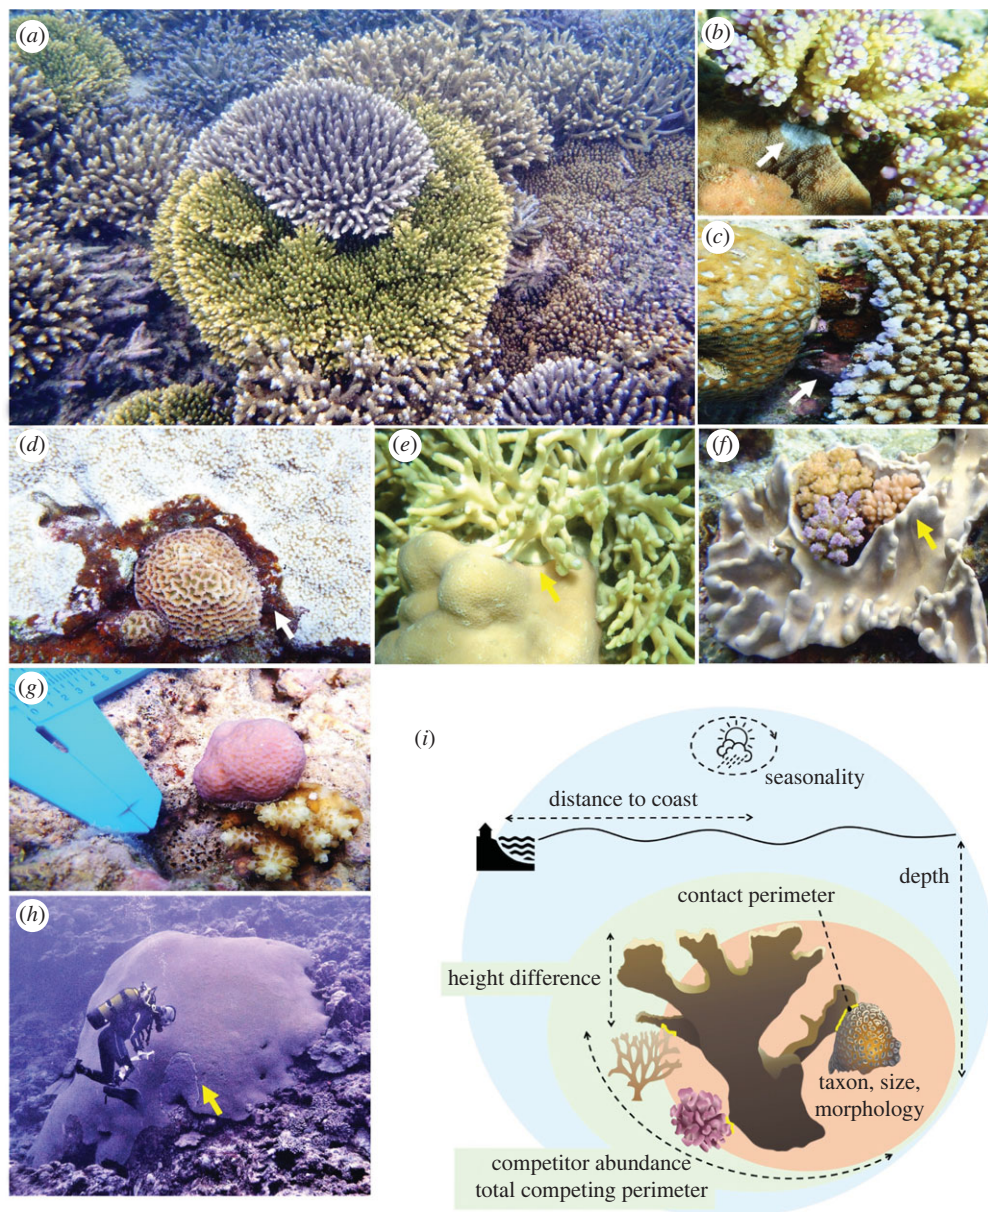 (a)
(b)
(c)
(d)
(e)
(f)
(g)
(h)
(i)
seasonality
distance to coast
depth
contact perimeter
height difference
taxon, size,
morphology
competitor abundance
total competing perimeter